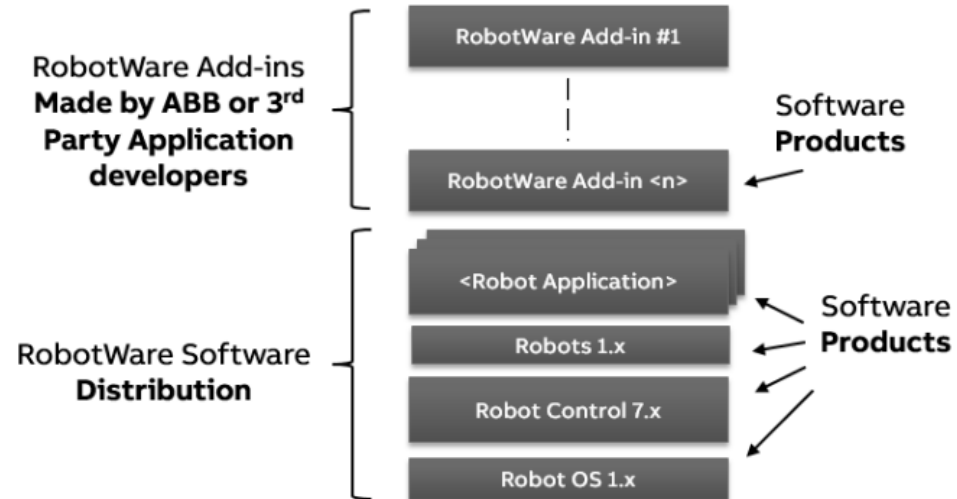 RobotWare Add-ins
Made by ABB or 3rd
Party Application
developers
RobotWare Add-in #1
RobotWare Add-in <n>
Software
Products
RobotWare Software
Distribution
<Robot Application>
Robots 1.x
Robot Control 7.x
Robot OS 1.x
Software
Products